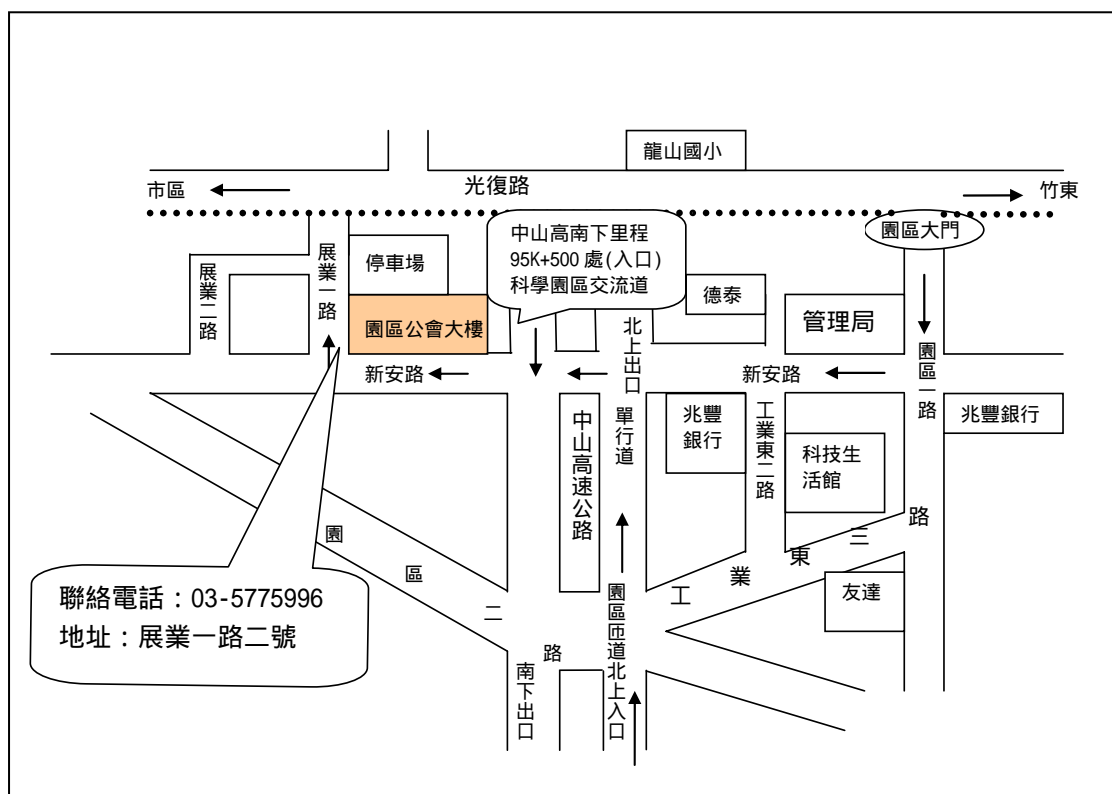 龍山國小
市區
光復路
竹東
園區大門
中山高南下里程
95K+500 處(入口)
科學園區交流道
展業二路
展業一路
停車場
園區公會大樓
德泰
管理局
北上出口
園區一路
新安路
新安路
中山高速公路
單行道
兆豐
銀行
工業東二路
科技生
活館
兆豐銀行
園區二路
工業東三路
友達
聯絡電話：03-5775996
地址：展業一路二號
南下出口
園區匝道北上入口